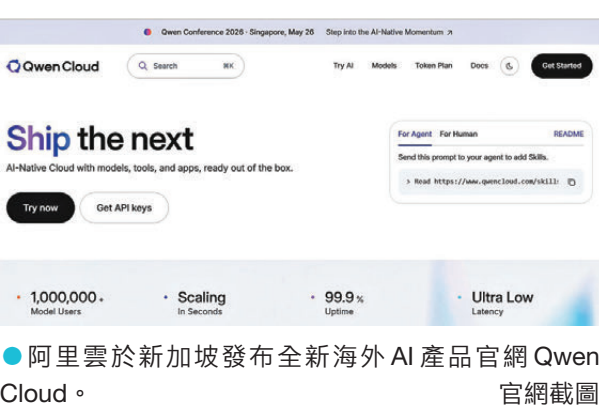 Qwen Conference 2026 · Singapore, May 26 Step into the AI-Native Momentum ↗
Qwen Cloud
Search ⌘K
Try AI Models Token Plan Docs Get Started
Ship the next
AI-Native Cloud with models, tools, and apps, ready out of the box.
Try now Get API keys
For Agent For Human README
Send this prompt to your agent to add Skills.
> Read https://www.qwencloud.com/skill
1,000,000+
Model Users
Scaling
In Seconds
99.9%
Uptime
Ultra Low
Latency
●阿里雲於新加坡發布全新海外 AI 產品官網 Qwen
Cloud。 官網截圖